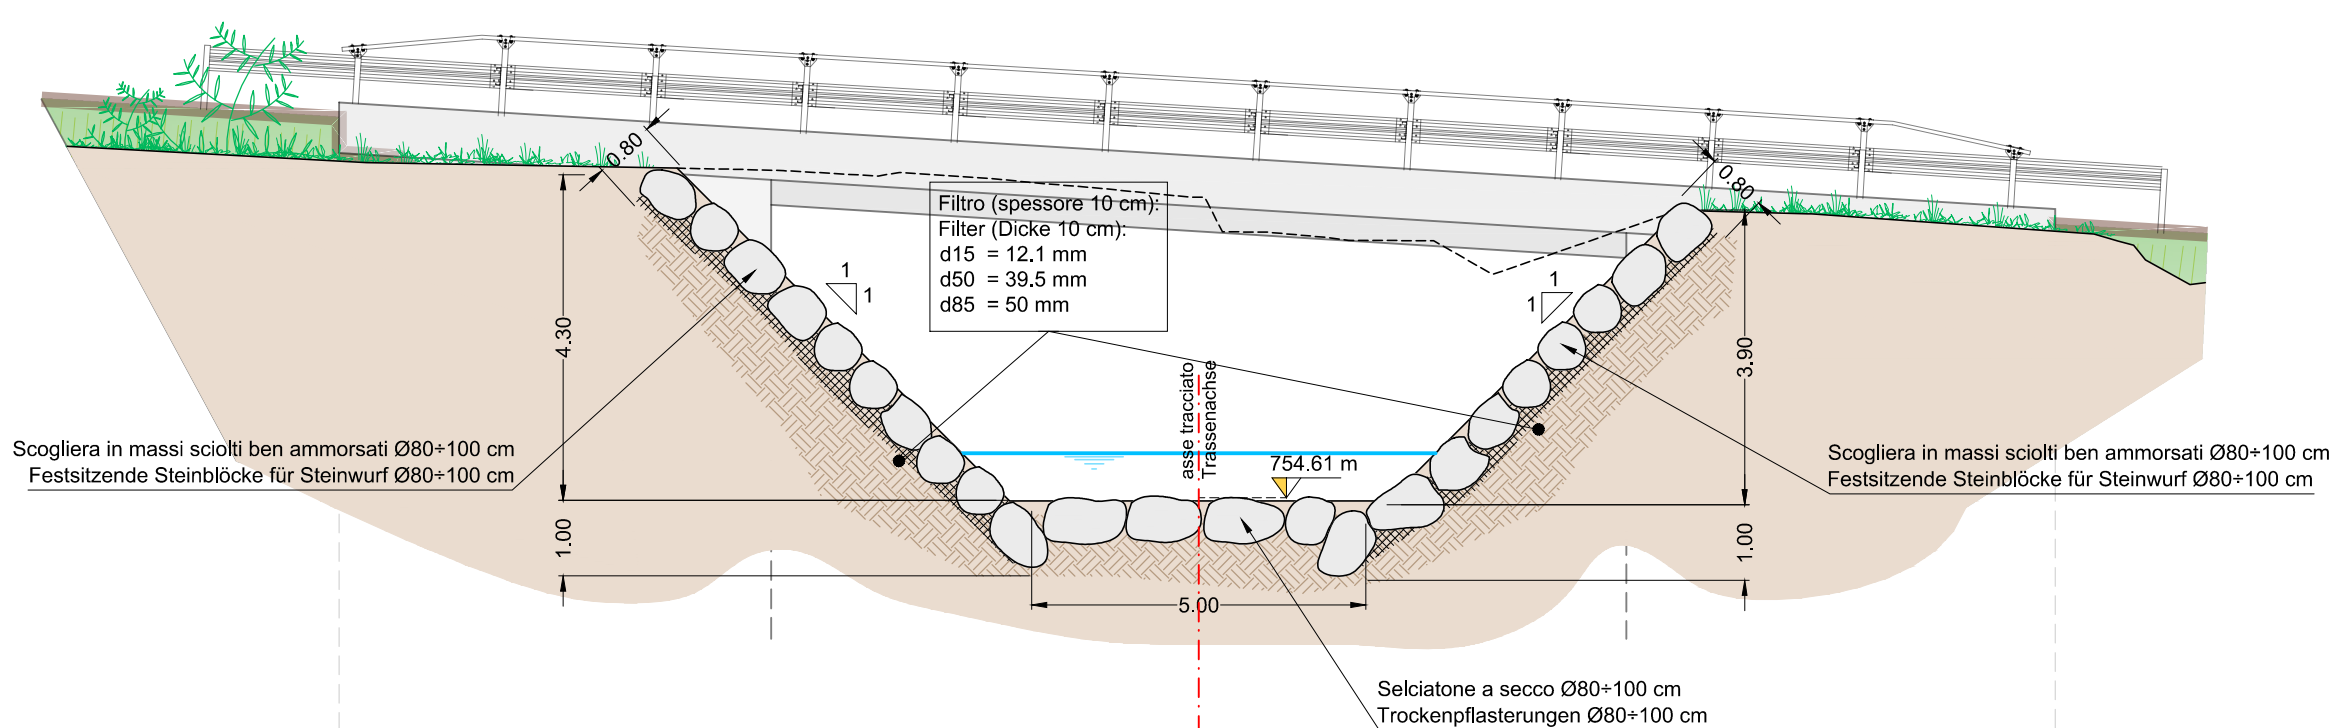 0.80
0.80
Filtro (spessore 10 cm):
Filter (Dicke 10 cm):
d15 = 12.1 mm
d50 = 39.5 mm
d85 = 50 mm
1
1
1
1
4.30
3.90
asse tracciato
Trassenachse
754.61 m
Scogliera in massi sciolti ben ammorsati Ø80÷100 cm
Festsitzende Steinblöcke für Steinwurf Ø80÷100 cm
Scogliera in massi sciolti ben ammorsati Ø80÷100 cm
Festsitzende Steinblöcke für Steinwurf Ø80÷100 cm
1.00
1.00
5.00
Selciatone a secco Ø80÷100 cm
Trockenpflasterungen Ø80÷100 cm